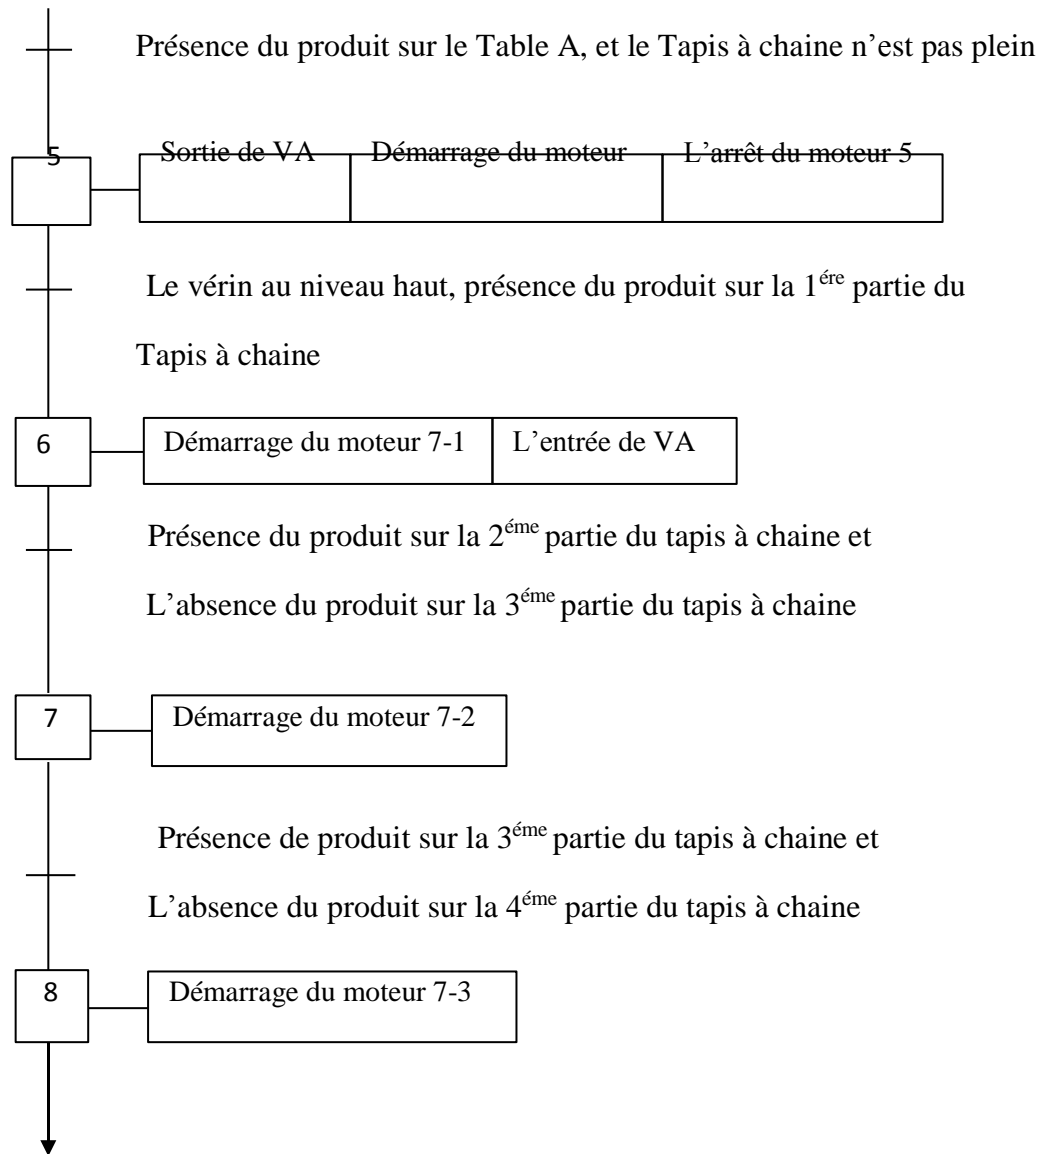 Présence du produit sur le Table A, et le Tapis à chaine n’est pas plein
5 Sortie de VA Démarrage du moteur L’arrêt du moteur 5
Le vérin au niveau haut, présence du produit sur la 1ére partie du
Tapis à chaine
6 Démarrage du moteur 7-1 L’entrée de VA
Présence du produit sur la 2éme partie du tapis à chaine et
L’absence du produit sur la 3éme partie du tapis à chaine
7 Démarrage du moteur 7-2
Présence de produit sur la 3éme partie du tapis à chaine et
L’absence du produit sur la 4éme partie du tapis à chaine
8 Démarrage du moteur 7-3